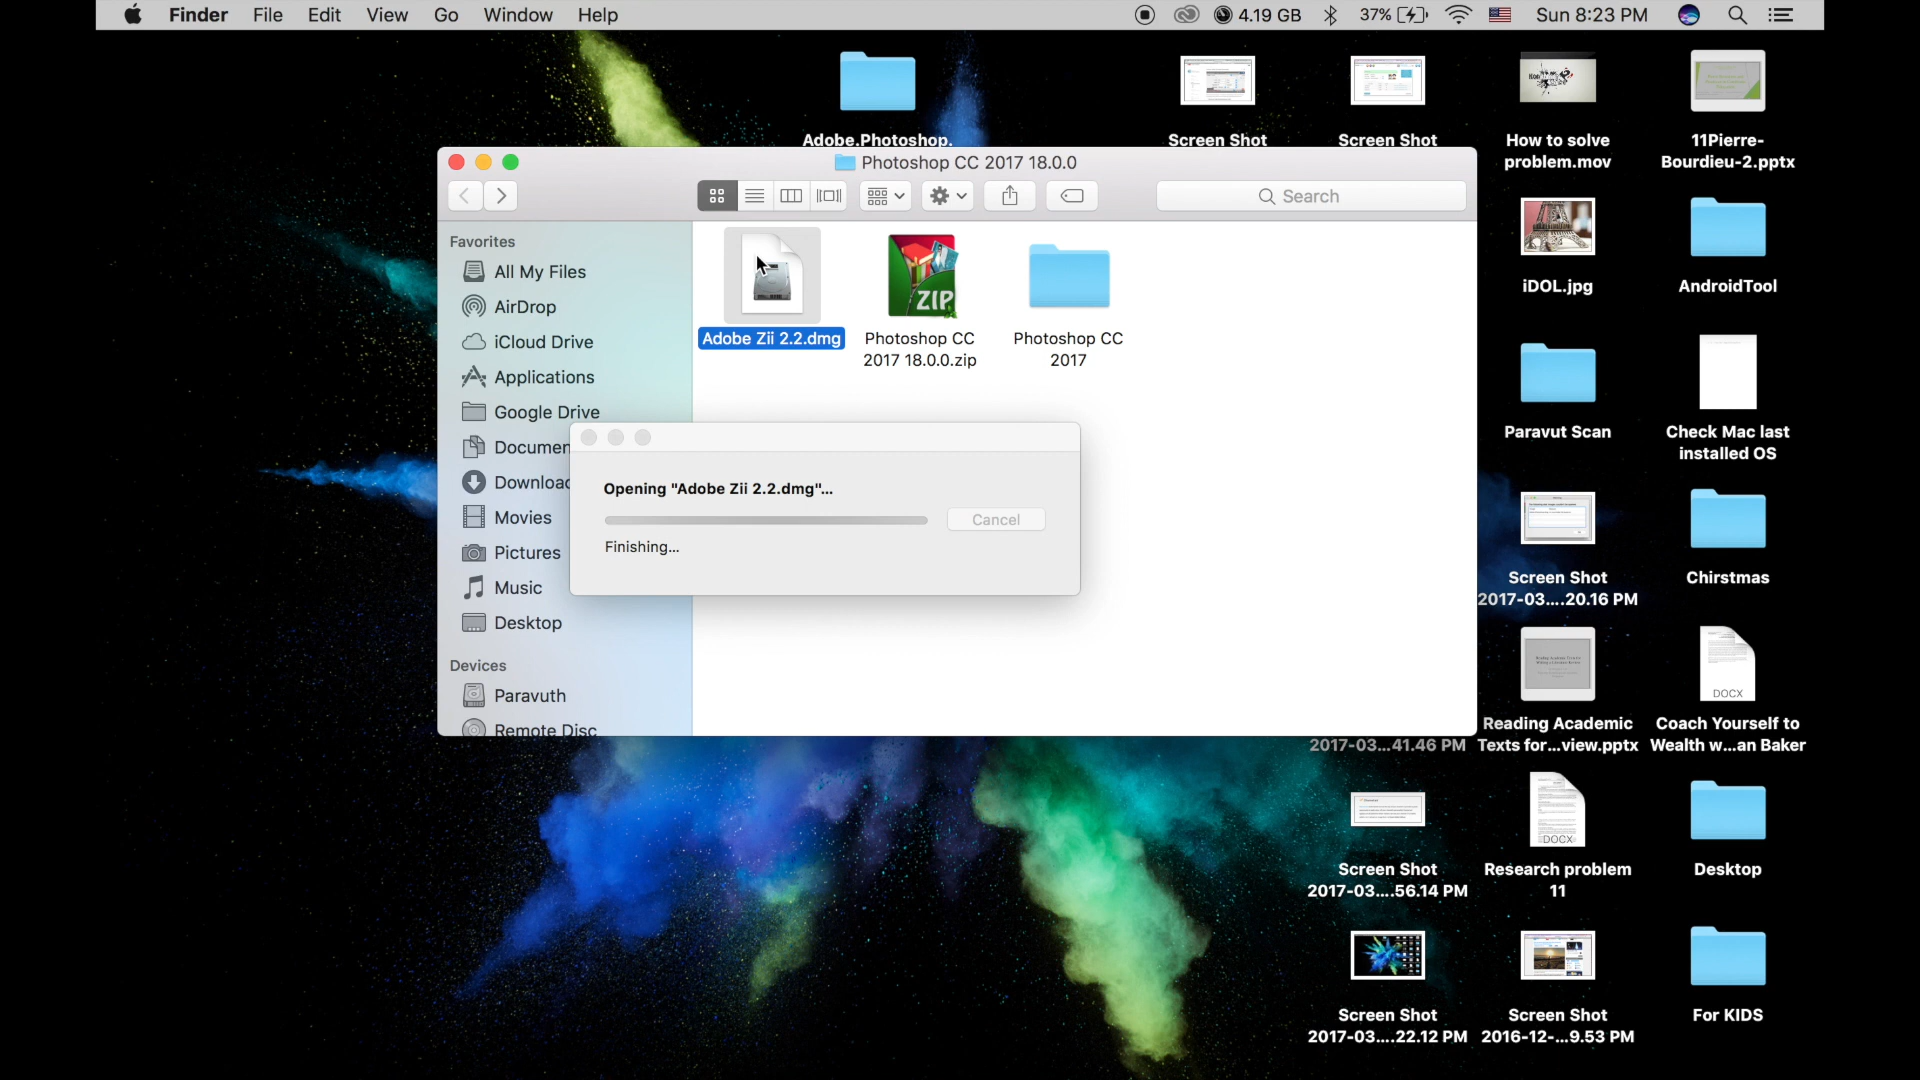 Finder File Edit View Go Window Help
4.19 GB 37% Sun 8:23 PM
Adobe.Photoshop.
Screen Shot
Screen Shot
How to solve
problem.mov
11Pierre-
Bourdieu-2.pptx
Photoshop CC 2017 18.0.0
Search
Favorites
All My Files
AirDrop
iCloud Drive
Applications
Google Drive
Documen
Downloac
Movies
Pictures
Music
Desktop
Devices
Paravuth
Remote Disc
ZIP
Adobe Zii 2.2.dmg
Photoshop CC
2017 18.0.0.zip
Photoshop CC
2017
Opening "Adobe Zii 2.2.dmg"...
Cancel
Finishing...
iDOL.jpg
AndroidTool
Paravut Scan
Check Mac last
installed OS
Screen Shot
2017-03....20.16 PM
Chirstmas
2017-03...41.46 PM
Reading Academic
Texts for...view.pptx
DOCX
Coach Yourself to
Wealth w...an Baker
Screen Shot
2017-03....56.14 PM
DOCX
Research problem
11
Desktop
Screen Shot
2017-03....22.12 PM
Screen Shot
2016-12-...9.53 PM
For KIDS